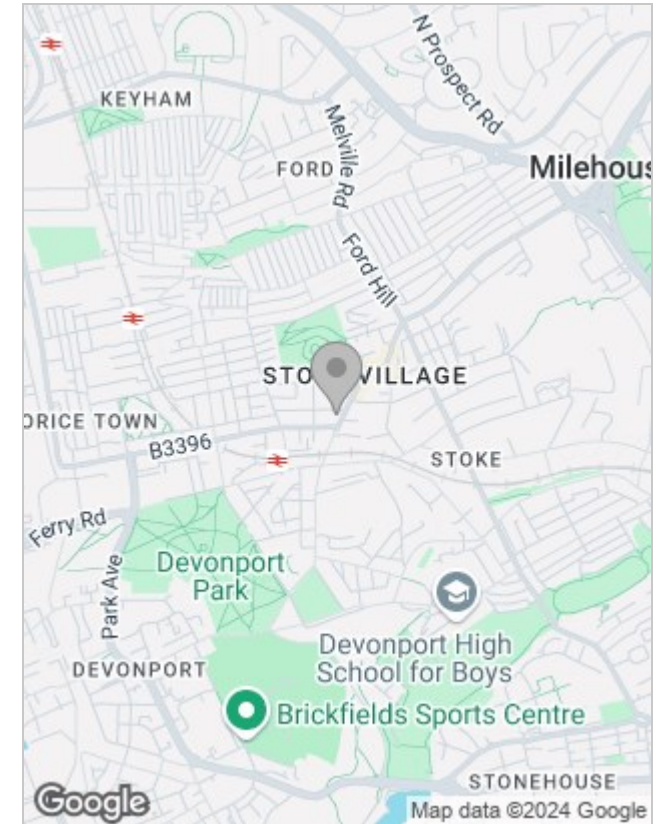 N Prospect Rd
KEYHAM
Melville Rd
FORD
Milehous
Ford Hill
STO VILLAGE
ORICE TOWN
B3396
STOKE
Ferry Rd
Devonport
Park
Park Ave
Devonport High
School for Boys
DEVONPORT
Brickfields Sports Centre
STONEHOUSE
Google
Map data ©2024 Google